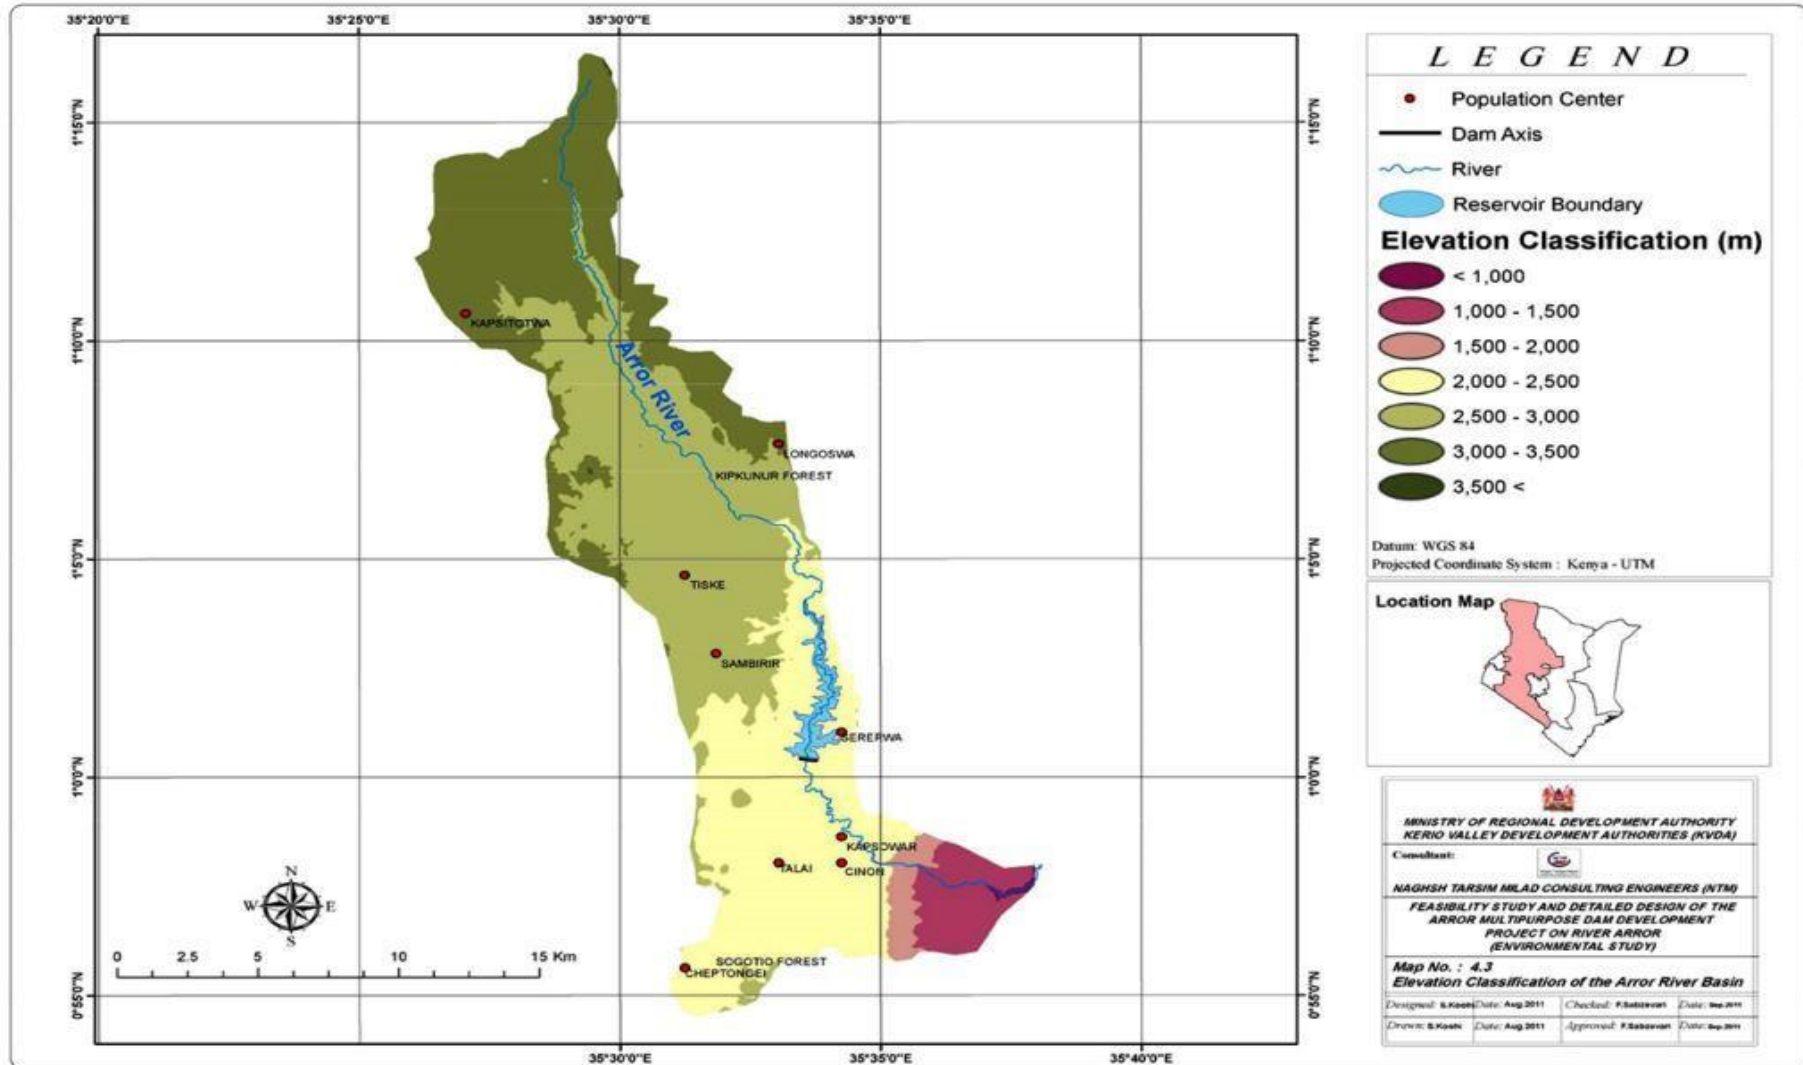 35°20'0"E 35°25'0"E 35°30'0"E 35°35'0"E
1°15'0"N 1°15'0"N
1°10'0"N 1°10'0"N
1°5'0"N 1°5'0"N
1°0'0"N 1°0'0"N
0°55'0"N 0°55'0"N
35°30'0"E 35°35'0"E 35°40'0"E
KAPSITOTWA
Arror River
LONGOSWA
KIPKUNUR FOREST
TISKE
SAMBIRIR
SERERWA
KAPSOWAR
TALAI
CINON
SOGOTIO FOREST
CHEPTONGEI
N
W E
S
0 2.5 5 10 15 Km
LEGEND
Population Center
Dam Axis
River
Reservoir Boundary
Elevation Classification (m)
< 1,000
1,000 - 1,500
1,500 - 2,000
2,000 - 2,500
2,500 - 3,000
3,000 - 3,500
3,500 <
Datum: WGS 84
Projected Coordinate System : Kenya - UTM
Location Map
MINISTRY OF REGIONAL DEVELOPMENT AUTHORITY
KERIO VALLEY DEVELOPMENT AUTHORITIES (KVDA)
Consultant:
NAGHSH TARSIM MILAD CONSULTING ENGINEERS (NTM)
FEASIBILITY STUDY AND DETAILED DESIGN OF THE
ARROR MULTIPURPOSE DAM DEVELOPMENT
PROJECT ON RIVER ARROR
(ENVIRONMENTAL STUDY)
Map No. : 4.3
Elevation Classification of the Arror River Basin
Designed: S.Koohi Date: Aug.2011 Checked: F.Sabzevari Date: Sep.2011
Drawn: S.Koohi Date: Aug.2011 Approved: F.Sabzevari Date: Sep.2011